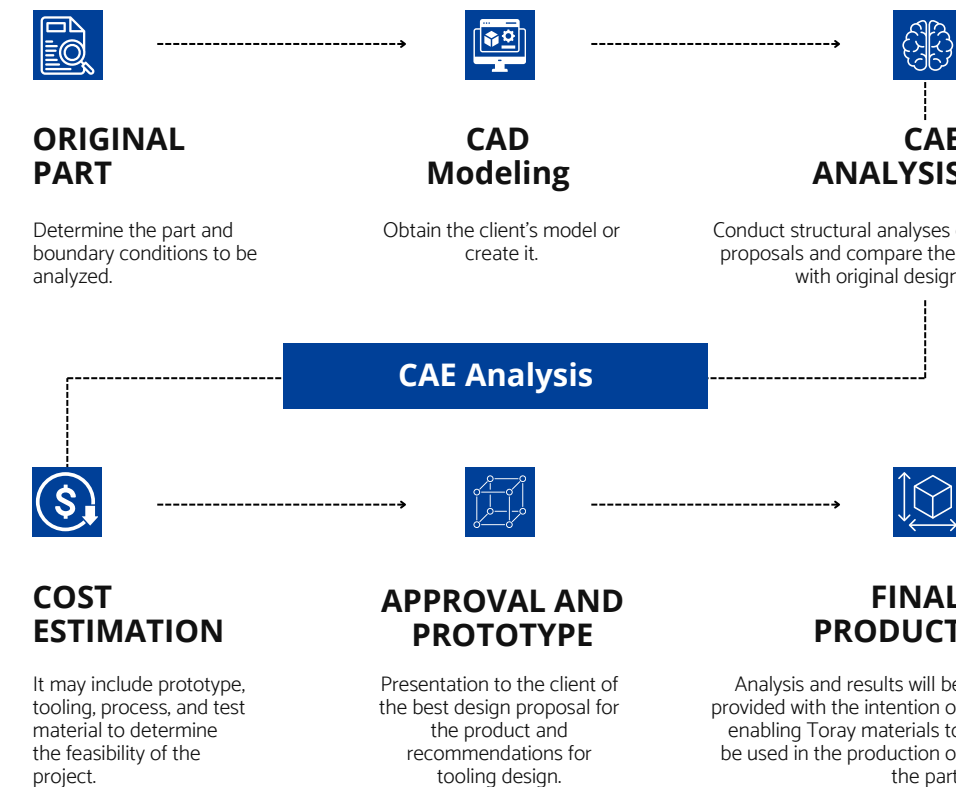 ORIGINAL
PART
Determine the part and
boundary conditions to be
analyzed.
CAD
Modeling
Obtain the client's model or
create it.
CAE
ANALYSIS
Conduct structural analyses
proposals and compare
with original design
CAE Analysis
COST
ESTIMATION
It may include prototype,
tooling, process, and test
material to determine
the feasibility of the
project.
APPROVAL AND
PROTOTYPE
Presentation to the client of
the best design proposal for
the product and
recommendations for
tooling design.
FINAL
PRODUCT
Analysis and results will be
provided with the intention
enabling Toray materials to
be used in the production
the part